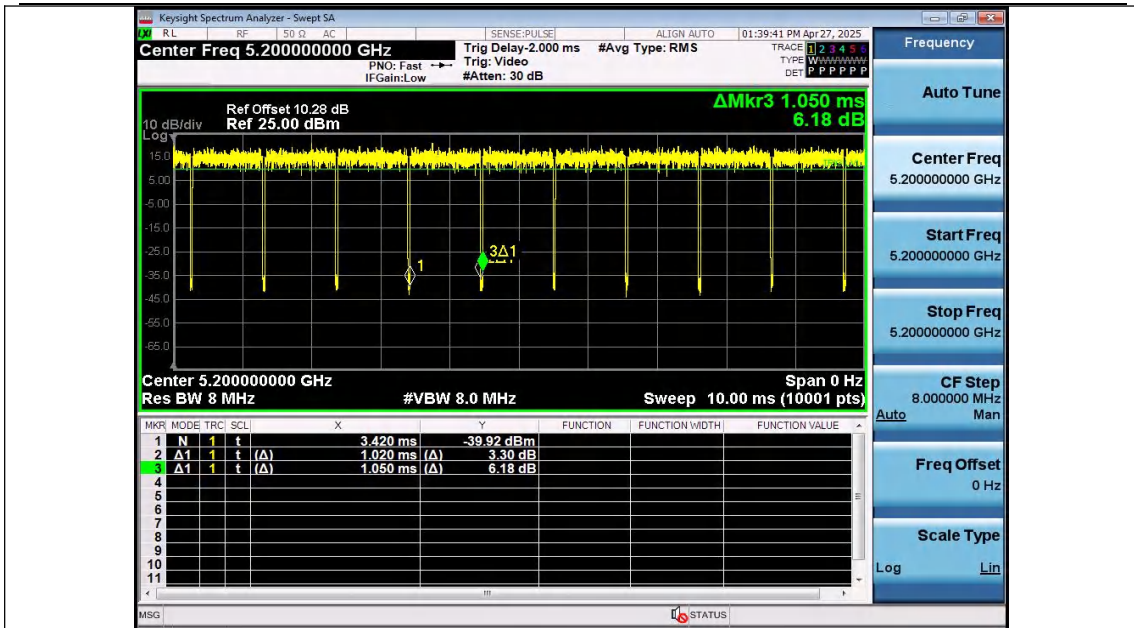 Keysight Spectrum Analyzer - Swept SA
LXI RL RF 50 Ω AC SENSE:PULSE ALIGN AUTO 01:39:41 PM Apr 27, 2025
Center Freq 5.200000000 GHz
PNO: Fast
IFGain:Low
Trig Delay-2.000 ms
Trig: Video
#Atten: 30 dB
#Avg Type: RMS
TRACE 1 2 3 4 5 6
TYPE WWWWWW
DET P P P P P P
ΔMkr3 1.050 ms
6.18 dB
Ref Offset 10.28 dB
10 dB/div Ref 25.00 dBm
Log
15.0
5.00
-5.00
-15.0
-25.0
-35.0
-45.0
-55.0
-65.0
1
3Δ1
Center 5.200000000 GHz Span 0 Hz
Res BW 8 MHz #VBW 8.0 MHz Sweep 10.00 ms (10001 pts)
MKR MODE TRC SCL X Y FUNCTION FUNCTION WIDTH FUNCTION VALUE
1 N 1 t 3.420 ms -39.92 dBm
2 Δ1 1 t (Δ) 1.020 ms (Δ) 3.30 dB
3 Δ1 1 t (Δ) 1.050 ms (Δ) 6.18 dB
4
5
6
7
8
9
10
11
MSG STATUS
Frequency
Auto Tune
Center Freq
5.200000000 GHz
Start Freq
5.200000000 GHz
Stop Freq
5.200000000 GHz
CF Step
8.000000 MHz
Auto Man
Freq Offset
0 Hz
Scale Type
Log Lin